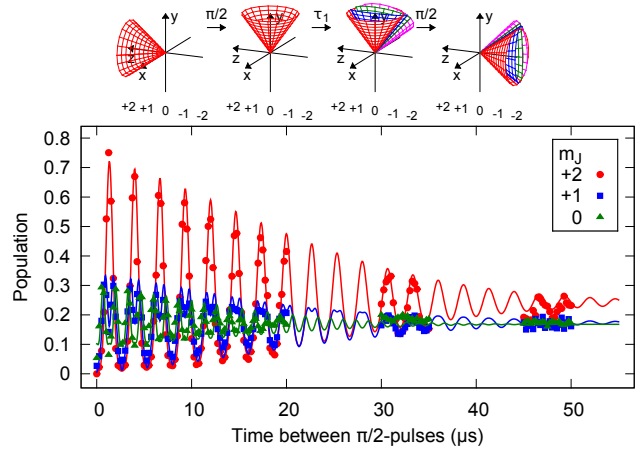 π/2 τ1 π/2
y y y y
z x z x z x z x
+2 +1 0 -1 -2 +2 +1 0 -1 -2 +2 +1 0 -1 -2 +2 +1 0 -1 -2
0.8
0.7
0.6
0.5
0.4
0.3
0.2
0.1
0
Population
mJ
+2
+1
0
0 10 20 30 40 50
Time between π/2-pulses (μs)